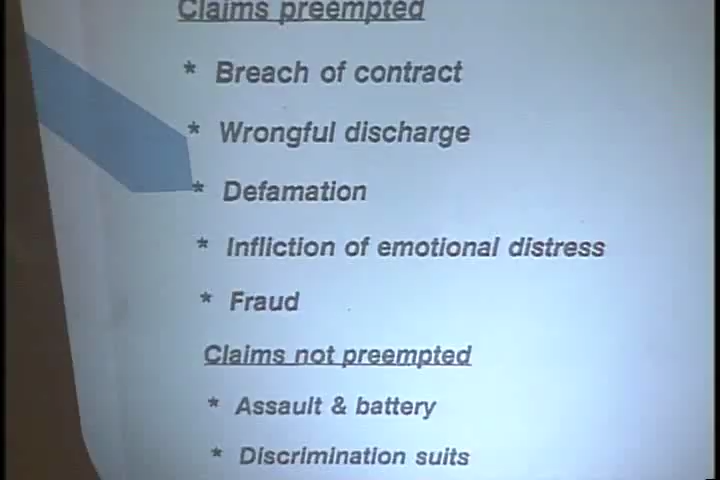 Claims preempted
* Breach of contract
* Wrongful discharge
* Defamation
* Infliction of emotional distress
* Fraud
Claims not preempted
* Assault & battery
* Discrimination suits